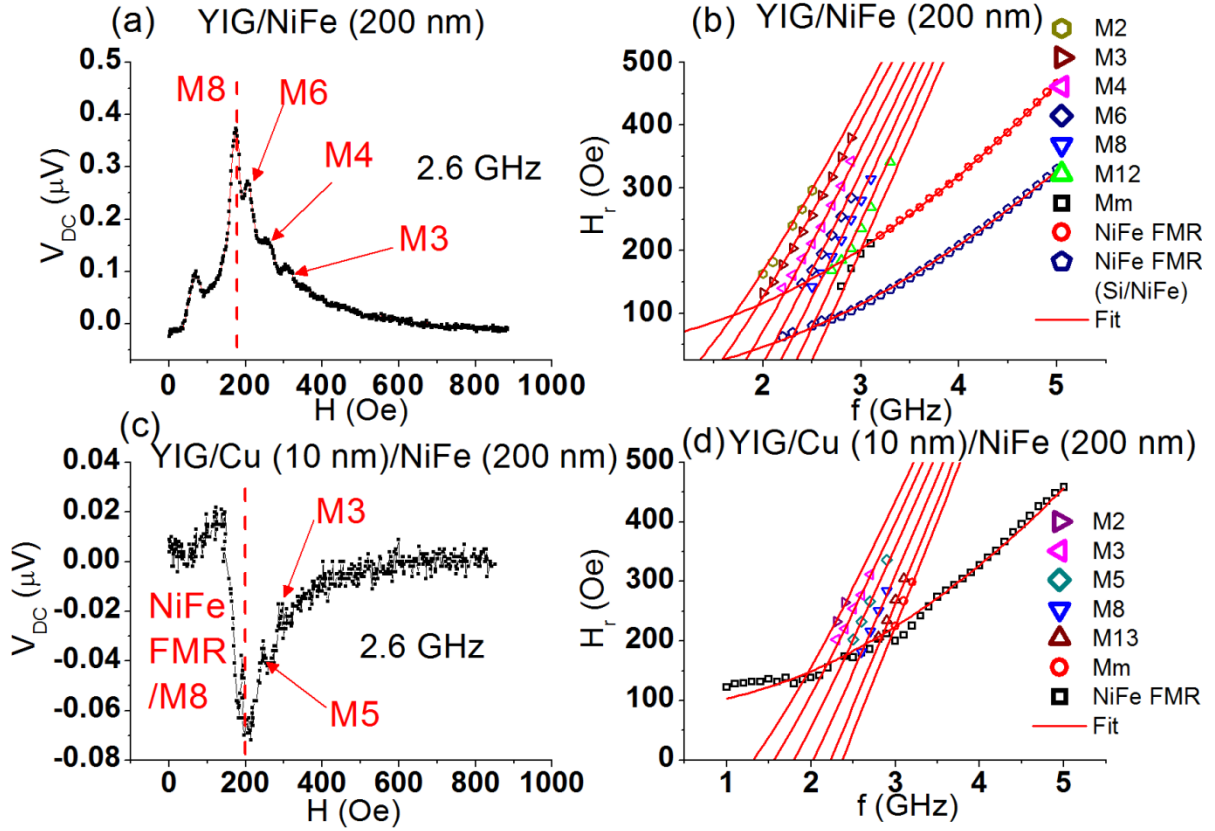 (a) YIG/NiFe (200 nm)
0.5
0.4
0.3
0.2
0.1
0.0
V_DC (μV)
M8
M6
M4
M3
2.6 GHz
0 200 400 600 800 1000
H (Oe)
(b) YIG/NiFe (200 nm)
500
400
300
200
100
H_r (Oe)
2 3 4 5
f (GHz)
M2
M3
M4
M6
M8
M12
Mm
NiFe FMR
NiFe FMR
(Si/NiFe)
Fit
(c) YIG/Cu (10 nm)/NiFe (200 nm)
0.04
0.02
0.00
-0.02
-0.04
-0.06
-0.08
V_DC (μV)
NiFe
FMR
/M8
M3
M5
2.6 GHz
0 200 400 600 800 1000
H (Oe)
(d) YIG/Cu (10 nm)/NiFe (200 nm)
500
400
300
200
100
0
H_r (Oe)
1 2 3 4 5
f (GHz)
M2
M3
M5
M8
M13
Mm
NiFe FMR
Fit